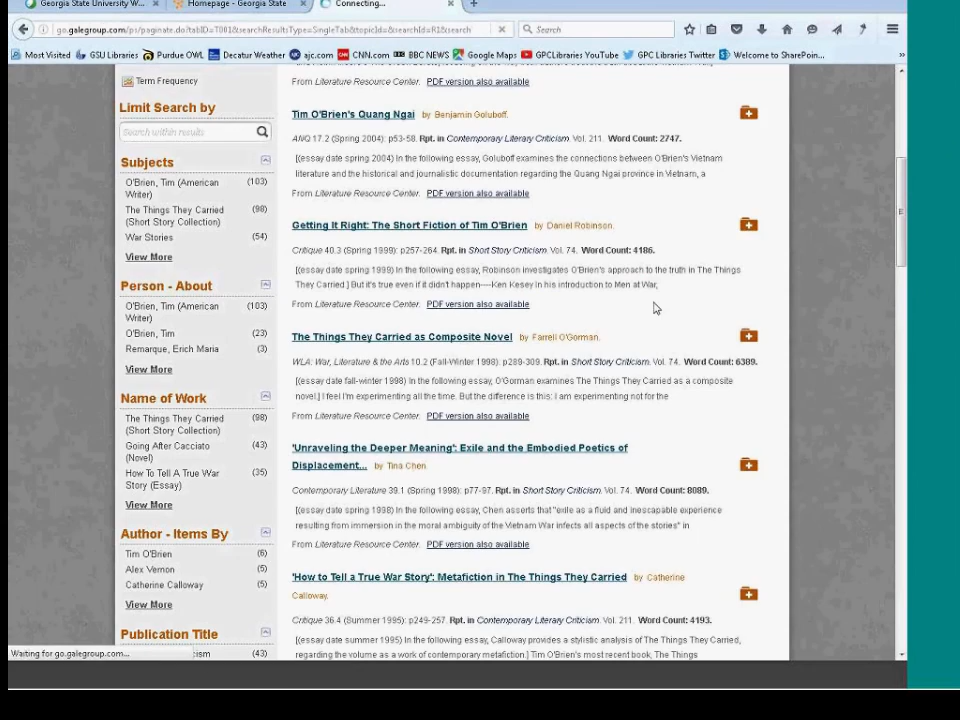 Georgia State University W...
Homepage - Georgia State
Connecting...
go.galegroup.com/ps/paginate.do?tabID=T001&searchResultsType=SingleTab&topicId=&searchId=R1&search
Search
Most Visited
GSU Libraries
Purdue OWL
Decatur Weather
ajc.com
CNN.com
BBC NEWS
Google Maps
GPCLibraries YouTube
GPC Libraries Twitter
Welcome to SharePoin...
Term Frequency
Limit Search by
Search within results
Subjects
O'Brien, Tim (American (103)
Writer)
The Things They Carried (98)
(Short Story Collection)
War Stories (54)
View More
Person - About
O'Brien, Tim (American (103)
Writer)
O'Brien, Tim (23)
Remarque, Erich Maria (3)
View More
Name of Work
The Things They Carried (98)
(Short Story Collection)
Going After Cacciato (43)
(Novel)
How To Tell A True War (35)
Story (Essay)
View More
Author - Items By
Tim O'Brien (6)
Alex Vernon (5)
Catherine Calloway (5)
View More
Publication Title
ism (43)
From Literature Resource Center. PDF version also available
Tim O'Brien's Quang Ngai by Benjamin Goluboff.
ANQ 17.2 (Spring 2004): p53-58. Rpt. in Contemporary Literary Criticism. Vol. 211. Word Count: 2747.
[(essay date spring 2004) In the following essay, Goluboff examines the connections between O'Brien's Vietnam
literature and the historical and journalistic documentation regarding the Quang Ngai province in Vietnam, a
From Literature Resource Center. PDF version also available
Getting It Right: The Short Fiction of Tim O'Brien by Daniel Robinson.
Critique 40.3 (Spring 1999): p257-264. Rpt. in Short Story Criticism. Vol. 74. Word Count: 4186.
[(essay date spring 1999) In the following essay, Robinson investigates O'Brien's approach to the truth in The Things
They Carried.] But it's true even if it didn't happen----Ken Kesey in his introduction to Men at War,
From Literature Resource Center. PDF version also available
The Things They Carried as Composite Novel by Farrell O'Gorman.
WLA: War, Literature & the Arts 10.2 (Fall-Winter 1998): p289-309. Rpt. in Short Story Criticism. Vol. 74. Word Count: 6389.
[(essay date fall-winter 1998) In the following essay, O'Gorman examines The Things They Carried as a composite
novel.] I feel I'm experimenting all the time. But the difference is this: I am experimenting not for the
From Literature Resource Center. PDF version also available
'Unraveling the Deeper Meaning': Exile and the Embodied Poetics of
Displacement... by Tina Chen.
Contemporary Literature 39.1 (Spring 1998): p77-97. Rpt. in Short Story Criticism. Vol. 74. Word Count: 8089.
[(essay date spring 1998) In the following essay, Chen asserts that "exile as a fluid and inescapable experience
resulting from immersion in the moral ambiguity of the Vietnam War infects all aspects of the stories" in
From Literature Resource Center. PDF version also available
'How to Tell a True War Story': Metafiction in The Things They Carried by Catherine
Calloway.
Critique 36.4 (Summer 1995): p249-257. Rpt. in Contemporary Literary Criticism. Vol. 211. Word Count: 4193.
[(essay date summer 1995) In the following essay, Calloway provides a stylistic analysis of The Things They Carried,
regarding the volume as a work of contemporary metafiction.] Tim O'Brien's most recent book, The Things
Waiting for go.galegroup.com...